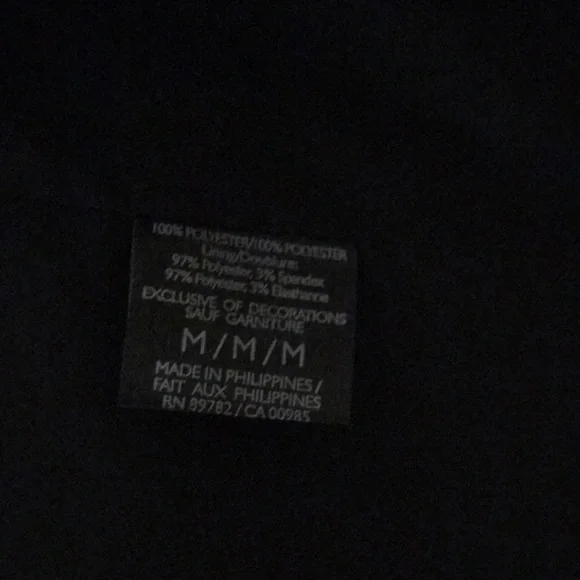 100% POLYESTER/100% POLYESTER
Lining/Doublure:
97% Polyester, 3% Spandex
97% Polyester, 3% Elasthanne
EXCLUSIVE OF DECORATIONS
SAUF GARNITURE
M/M/M
MADE IN PHILIPPINES/
FAIT AUX PHILIPPINES
RN 89782 / CA 00985